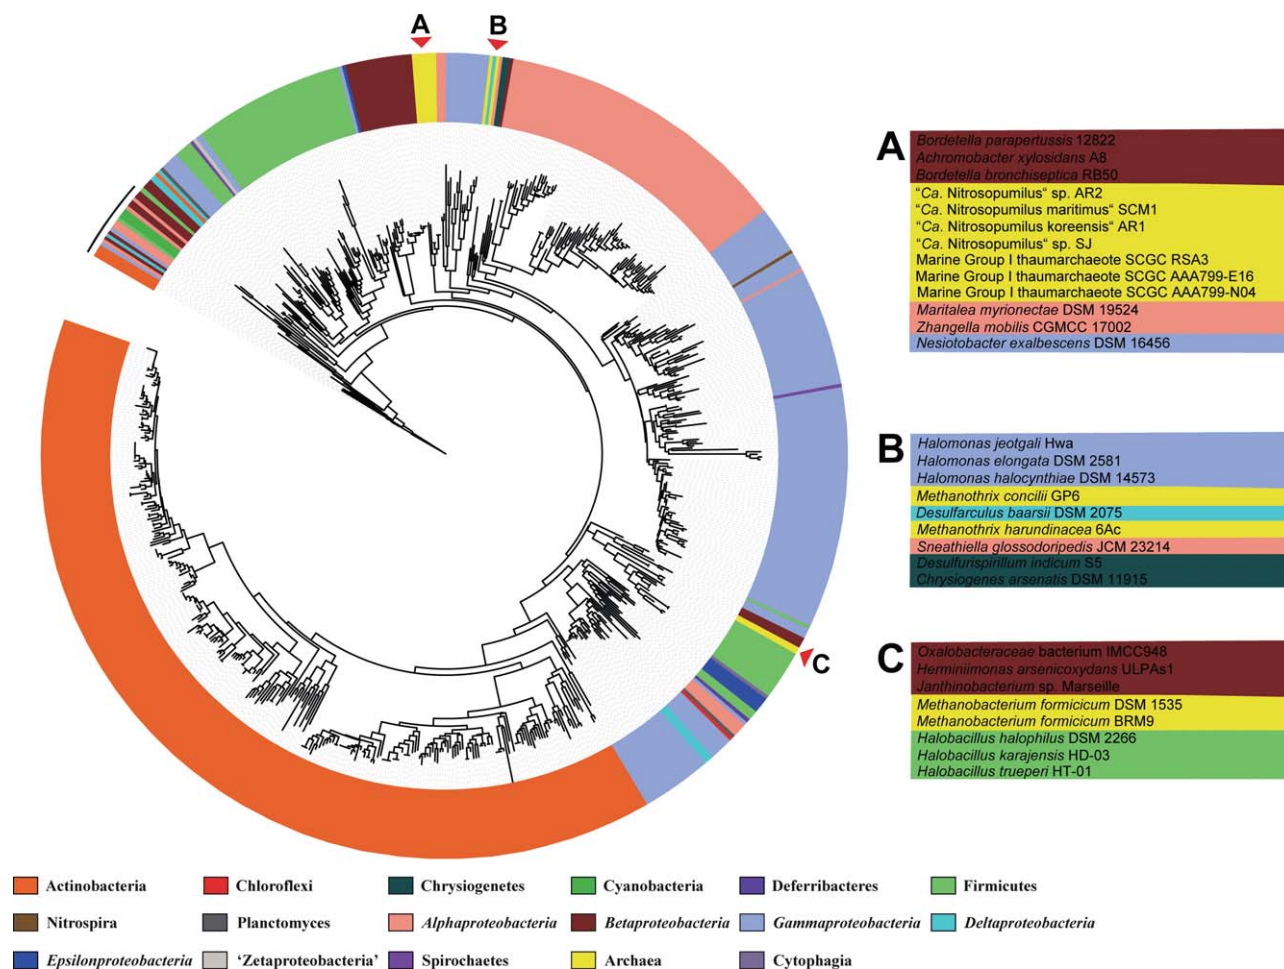 A
B
C
A
Bordetella parapertussis 12822
Achromobacter xylosidans A8
Bordetella bronchiseptica RB50
“Ca. Nitrosopumilus“ sp. AR2
“Ca. Nitrosopumilus maritimus“ SCM1
“Ca. Nitrosopumilus koreensis“ AR1
“Ca. Nitrosopumilus“ sp. SJ
Marine Group I thaumarchaeote SCGC RSA3
Marine Group I thaumarchaeote SCGC AAA799-E16
Marine Group I thaumarchaeote SCGC AAA799-N04
Maritalea myrionectae DSM 19524
Zhangella mobilis CGMCC 17002
Nesiotobacter exalbescens DSM 16456
B
Halomonas jeotgali Hwa
Halomonas elongata DSM 2581
Halomonas halocynthiae DSM 14573
Methanothrix concilii GP6
Desulfarculus baarsii DSM 2075
Methanothrix harundinacea 6Ac
Sneathiella glossodoripedis JCM 23214
Desulfurispirillum indicum S5
Chrysiogenes arsenatis DSM 11915
C
Oxalobacteraceae bacterium IMCC948
Herminiimonas arsenicoxydans ULPAs1
Janthinobacterium sp. Marseille
Methanobacterium formicicum DSM 1535
Methanobacterium formicicum BRM9
Halobacillus halophilus DSM 2266
Halobacillus karajensis HD-03
Halobacillus trueperi HT-01
Actinobacteria Chloroflexi Chrysiogenetes Cyanobacteria Deferribacteres Firmicutes
Nitrospira Planctomyces Alphaproteobacteria Betaproteobacteria Gammaproteobacteria Deltaproteobacteria
Epsilonproteobacteria ‘Zetaproteobacteria’ Spirochaetes Archaea Cytophagia